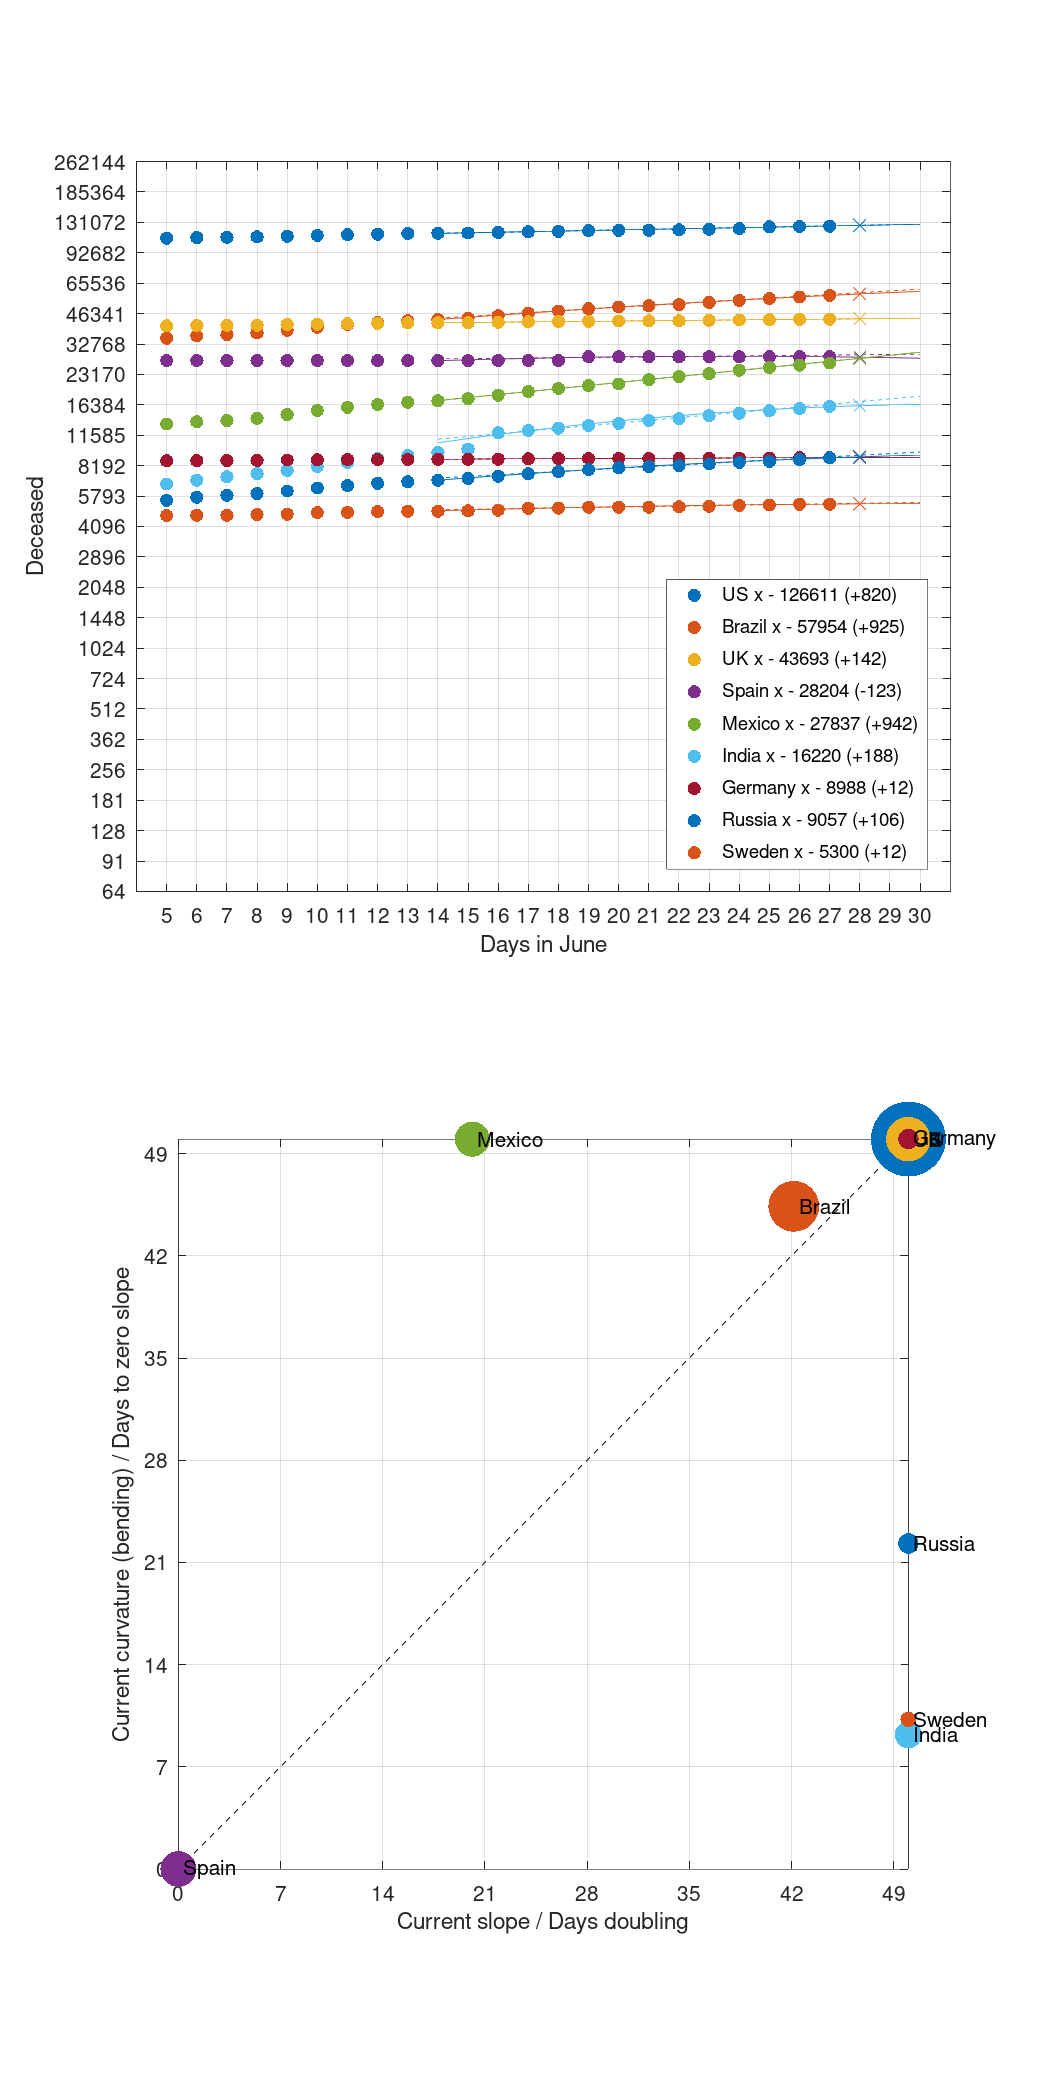 262144
185364
131072
92682
65536
46341
32768
23170
16384
11585
8192
5793
4096
2896
2048
1448
1024
724
512
362
256
181
128
91
64
Deceased
US x - 126611 (+820)
Brazil x - 57954 (+925)
UK x - 43693 (+142)
Spain x - 28204 (-123)
Mexico x - 27837 (+942)
India x - 16220 (+188)
Germany x - 8988 (+12)
Russia x - 9057 (+106)
Sweden x - 5300 (+12)
5 6 7 8 9 10 11 12 13 14 15 16 17 18 19 20 21 22 23 24 25 26 27 28 29 30
Days in June
Mexico
Germany
Brazil
Russia
Sweden
India
Spain
49
42
35
28
21
14
7
0
Current curvature (bending) / Days to zero slope
0 7 14 21 28 35 42 49
Current slope / Days doubling